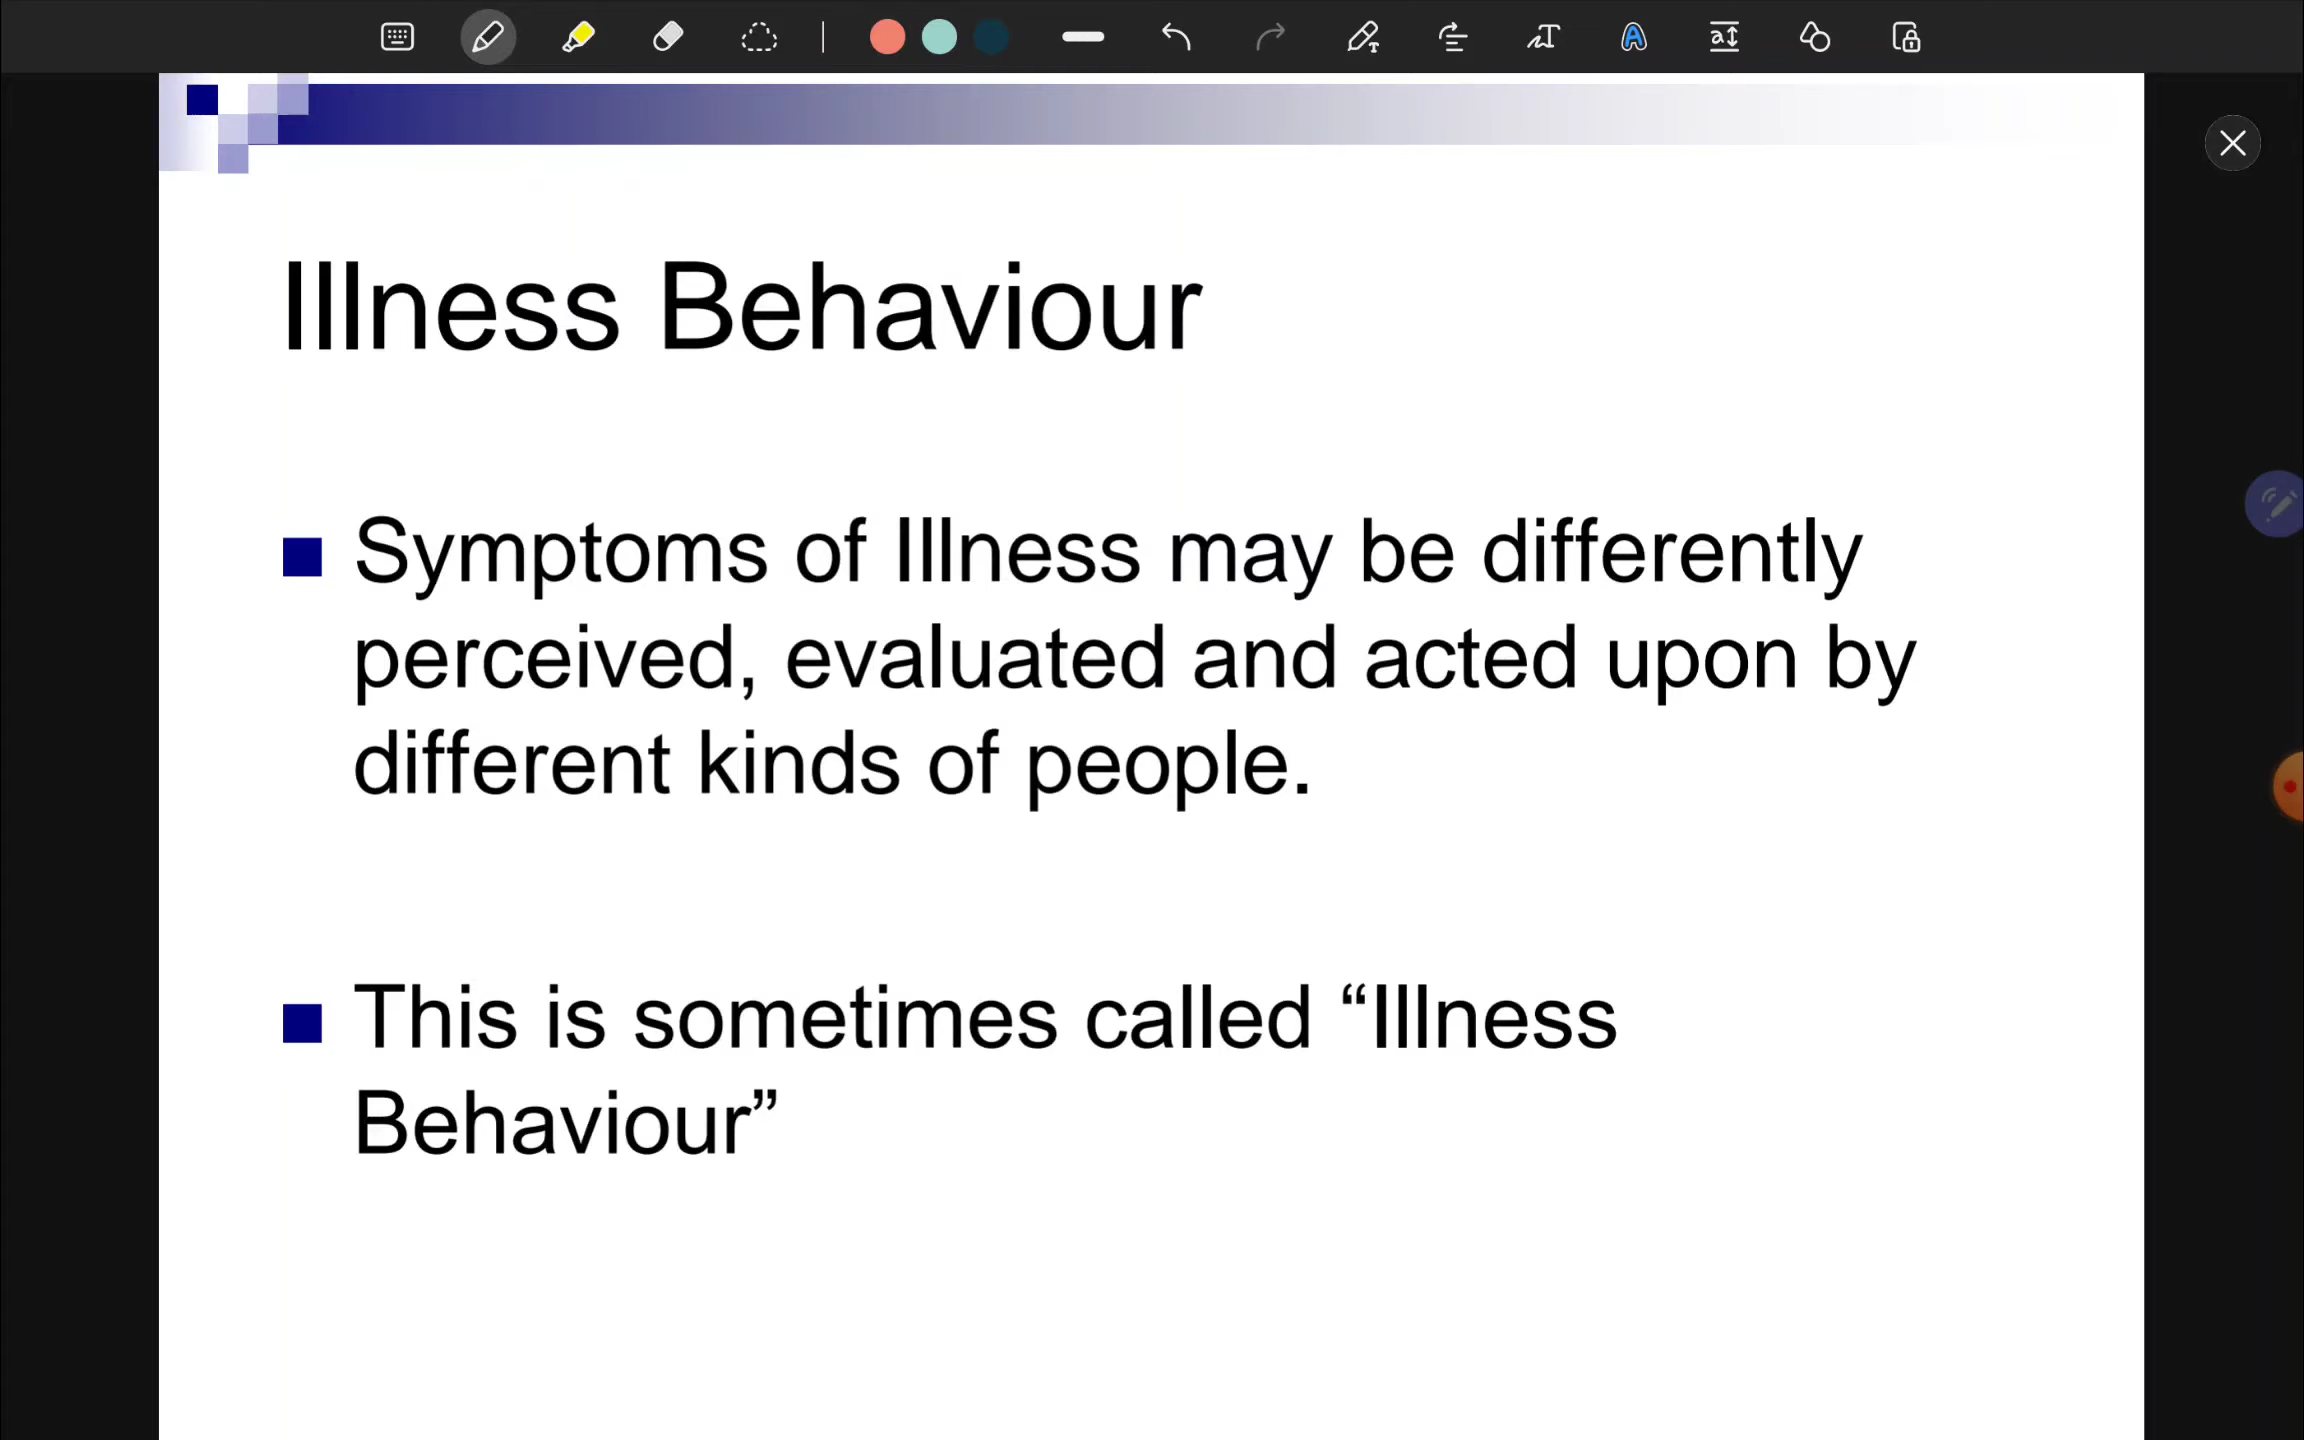 Illness Behaviour
Symptoms of Illness may be differently
perceived, evaluated and acted upon by
different kinds of people.
This is sometimes called “Illness
Behaviour”